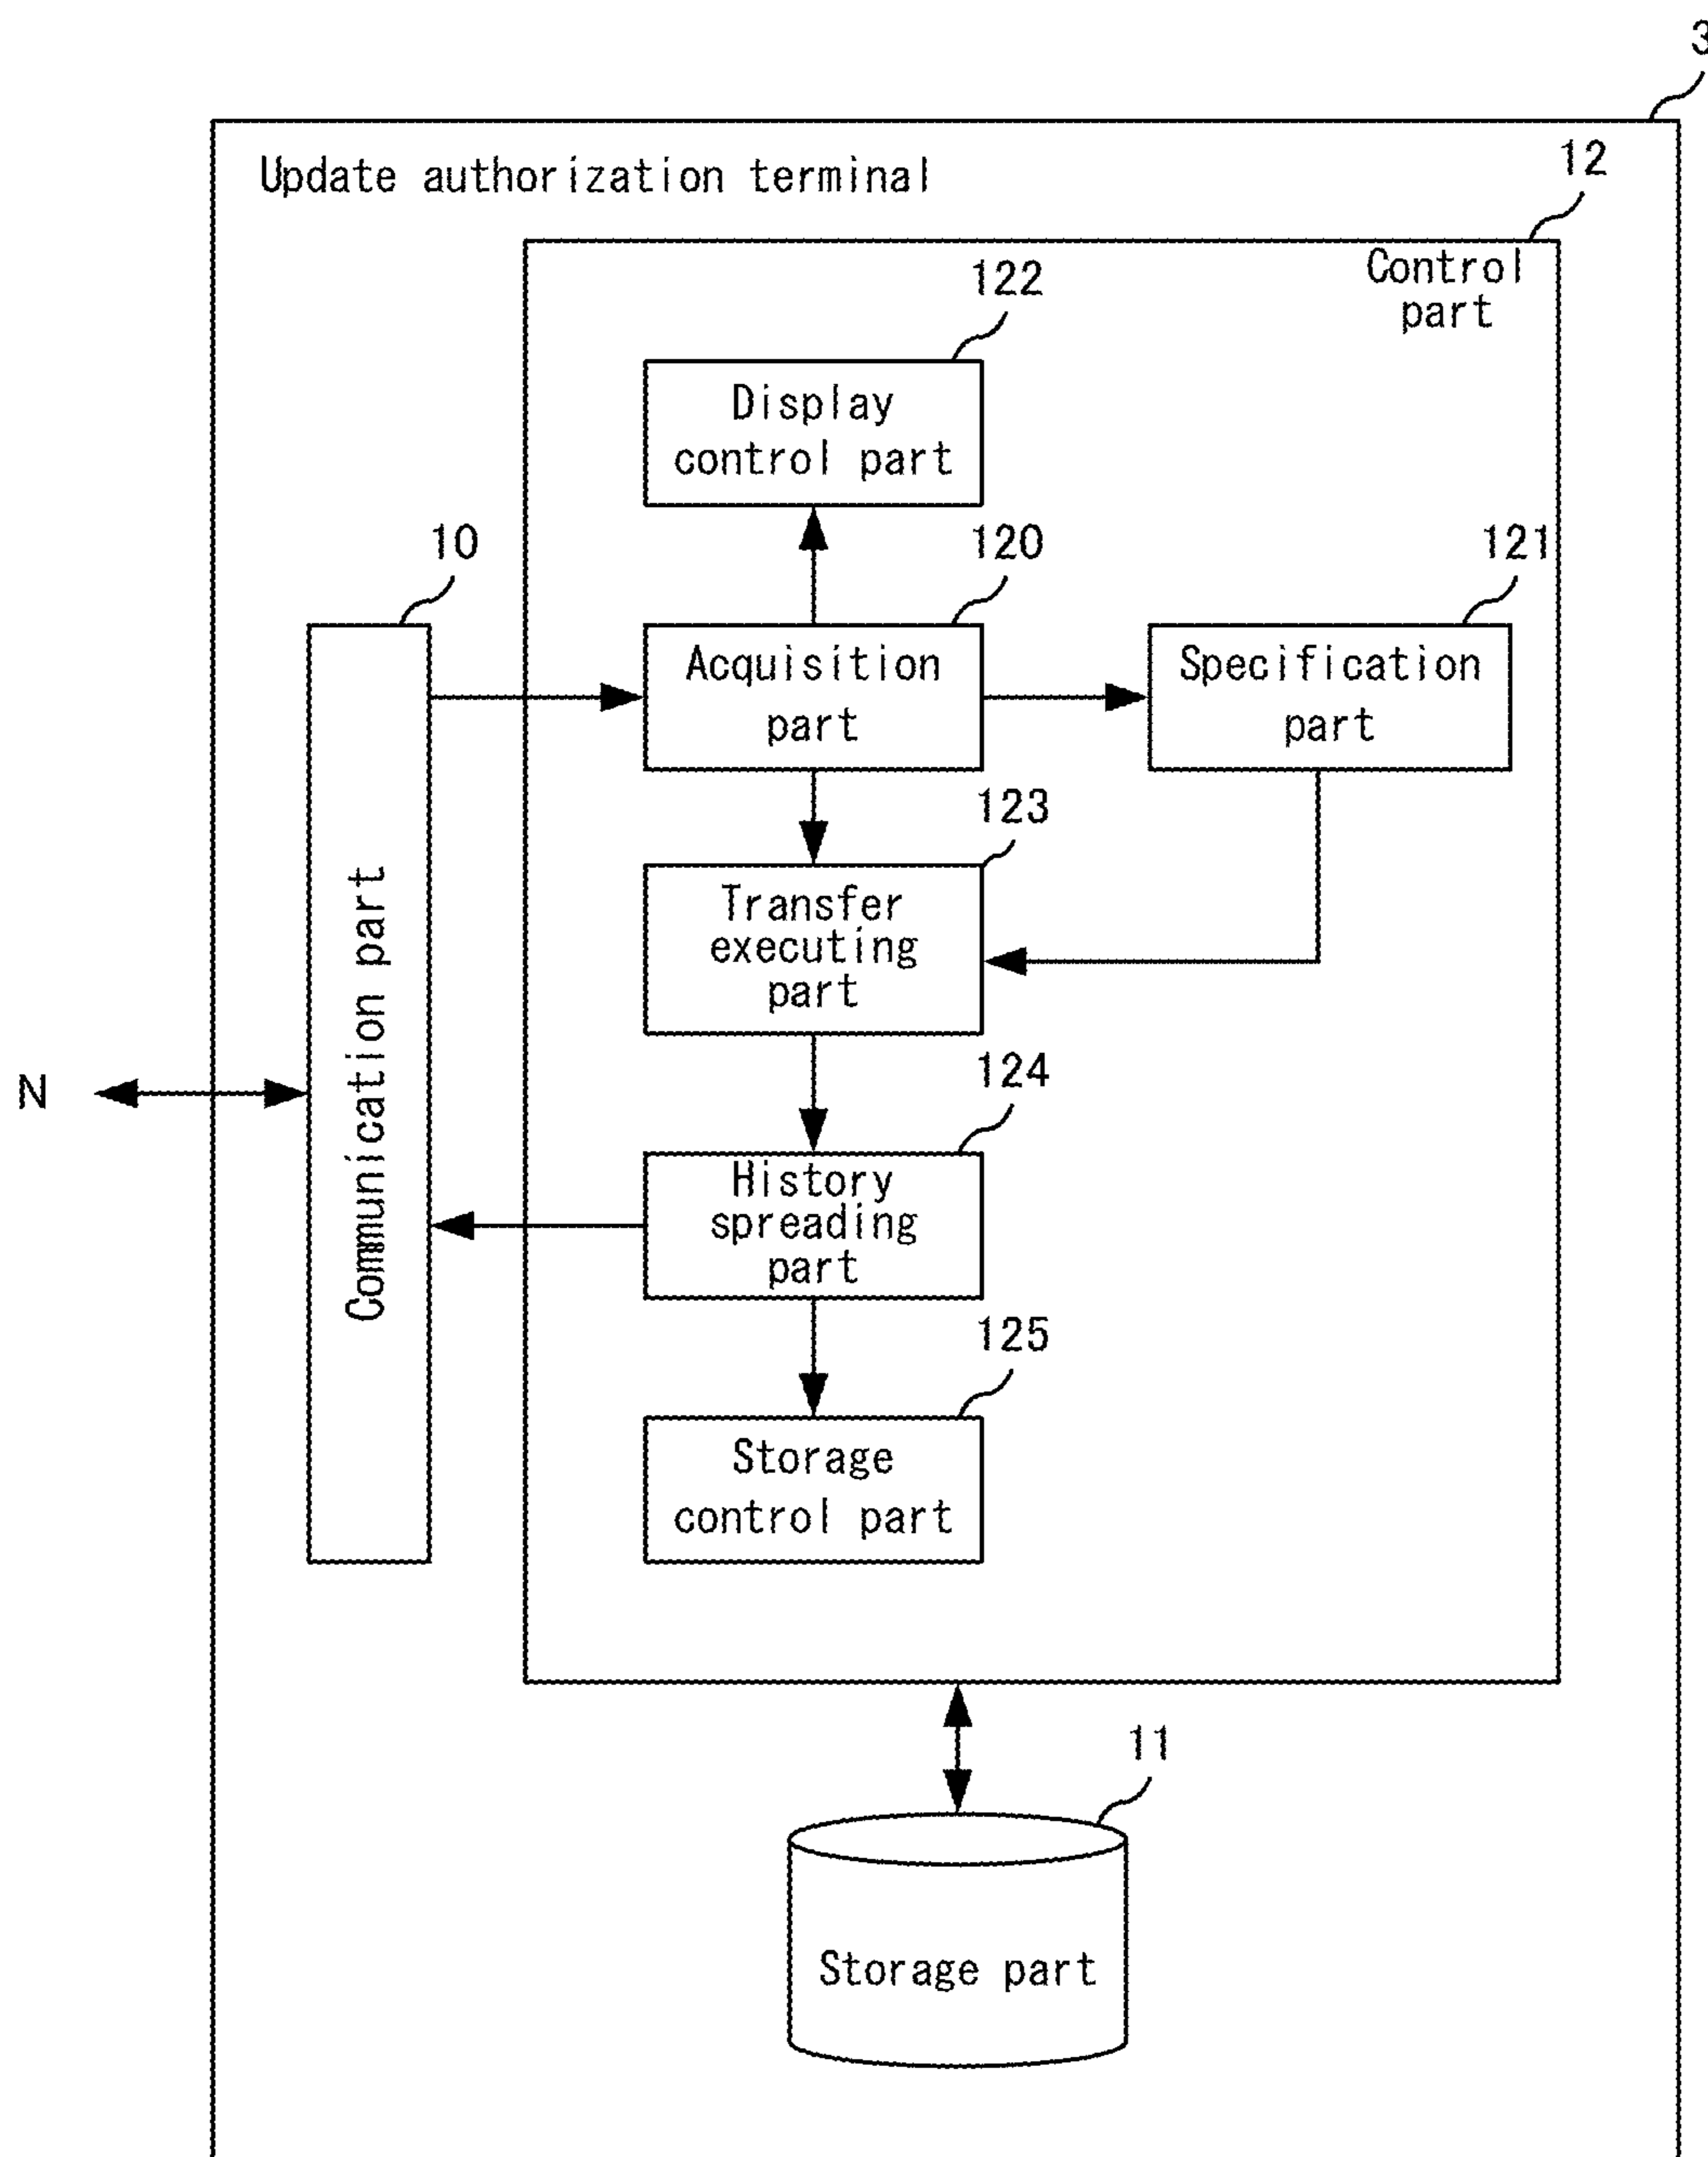 3
Update authorization terminal
12
Control
part
122
Display
control part
10
120
121
Acquisition
part
Specification
part
123
Transfer
executing
part
Communication part
N
124
History
spreading
part
125
Storage
control part
11
Storage part